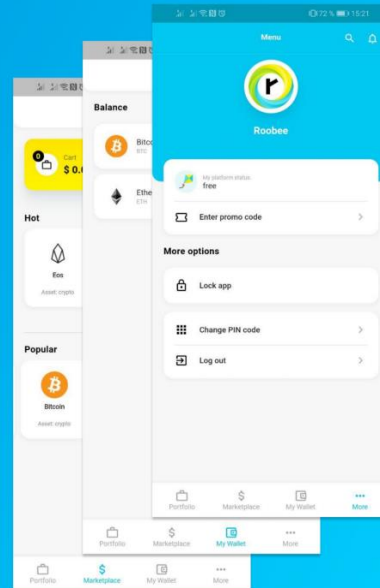 72 % 15:21
Menu
r
Roobee
My platform status
free
Enter promo code
More options
Lock app
Change PIN code
Log out
Portfolio
Marketplace
My Wallet
More
Balance
BTC
ETH
Portfolio
Marketplace
My Wallet
More
0
Cart
$ 0.
Hot
Eos
Asset: crypto
Popular
Bitcoin
Asset: crypto
Portfolio
Marketplace
My Wallet
More